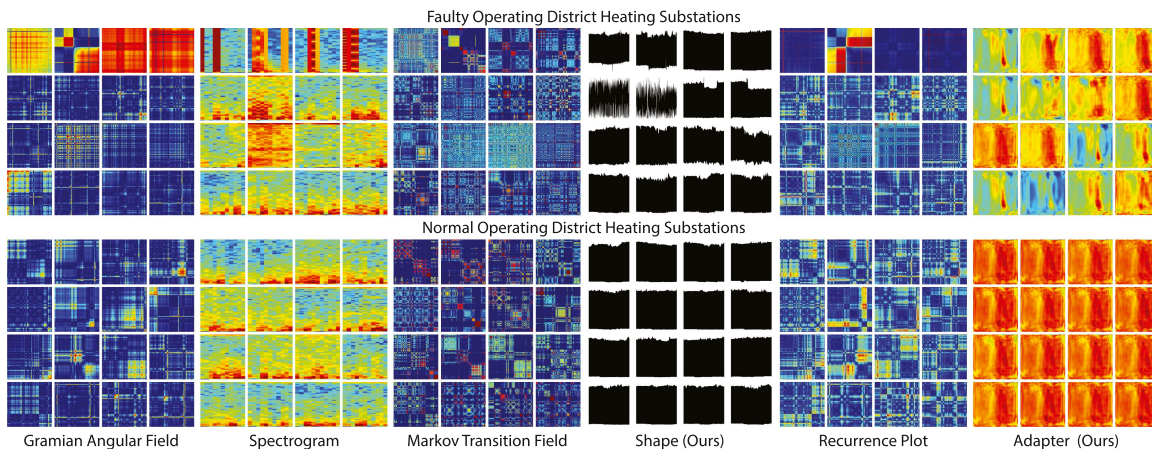 Faulty Operating District Heating Substations
Normal Operating District Heating Substations
Gramian Angular Field
Spectrogram
Markov Transition Field
Shape (Ours)
Recurrence Plot
Adapter (Ours)